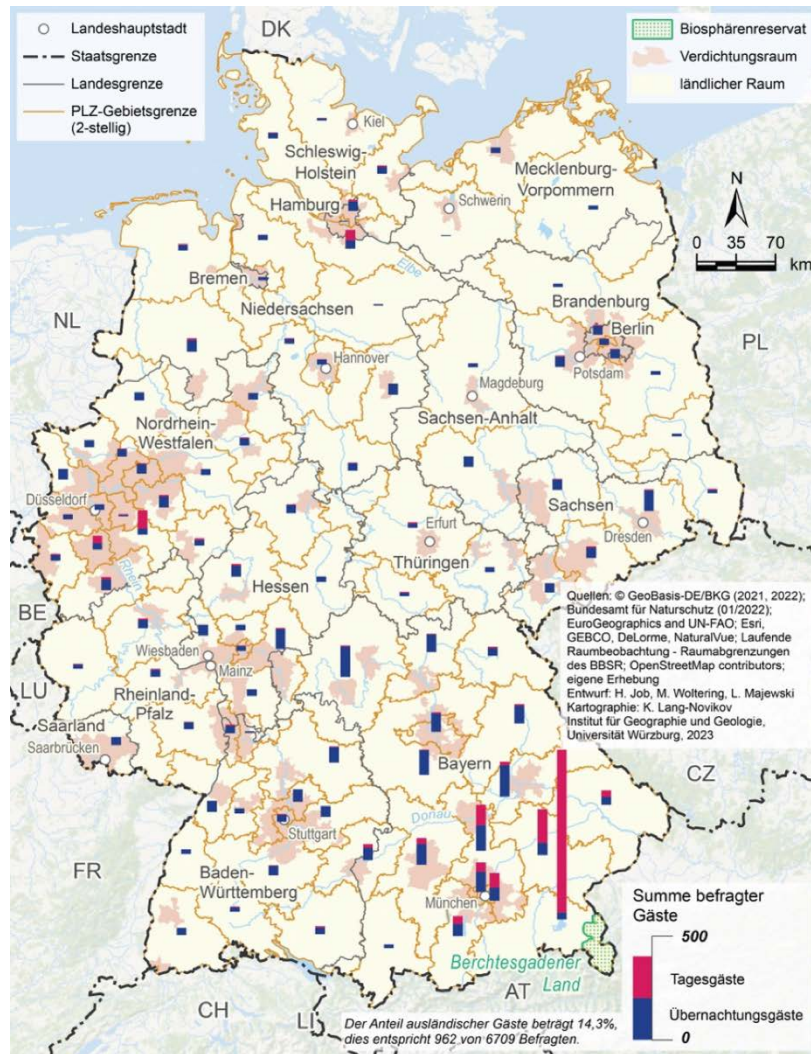 Landeshauptstadt
Staatsgrenze
Landesgrenze
PLZ-Gebietsgrenze
(2-stellig)
DK
Biosphärenreservat
Verdichtungsraum
ländlicher Raum
Kiel
Schleswig-
Holstein
Mecklenburg-
Vorpommern
Hamburg
Schwerin
N
0 35 70
km
Elbe
Bremen
Niedersachsen
Brandenburg
Berlin
NL
PL
Hannover
Potsdam
Magdeburg
Nordrhein-
Westfalen
Sachsen-Anhalt
Düsseldorf
Sachsen
Erfurt
Dresden
Thüringen
Rhein
Hessen
BE
Quellen: © GeoBasis-DE/BKG (2021, 2022);
Bundesamt für Naturschutz (01/2022);
EuroGeographics and UN-FAO; Esri,
GEBCO, DeLorme, NaturalVue; Laufende
Raumbeobachtung - Raumabgrenzungen
des BBSR; OpenStreetMap contributors;
eigene Erhebung
Entwurf: H. Job, M. Woltering, L. Majewski
Kartographie: K. Lang-Novikov
Institut für Geographie und Geologie,
Universität Würzburg, 2023
Wiesbaden
Mainz
LU
Rheinland-
Pfalz
Saarland
Saarbrücken
Bayern
CZ
Donau
Stuttgart
FR
Baden-
Württemberg
München
Summe befragter
Gäste
500
Tagesgäste
Übernachtungsgäste
0
Berchtesgadener
Land
AT
CH
LI
Der Anteil ausländischer Gäste beträgt 14,3%,
dies entspricht 962 von 6709 Befragten.